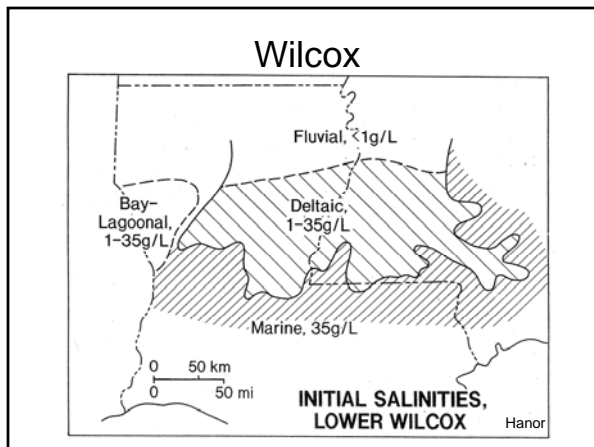 Wilcox
Fluvial, <1g/L
Bay-
Lagoonal,
1-35g/L
Deltaic,
1-35g/L
Marine, 35g/L
0 50 km
0 50 mi
INITIAL SALINITIES,
LOWER WILCOX
Hanor